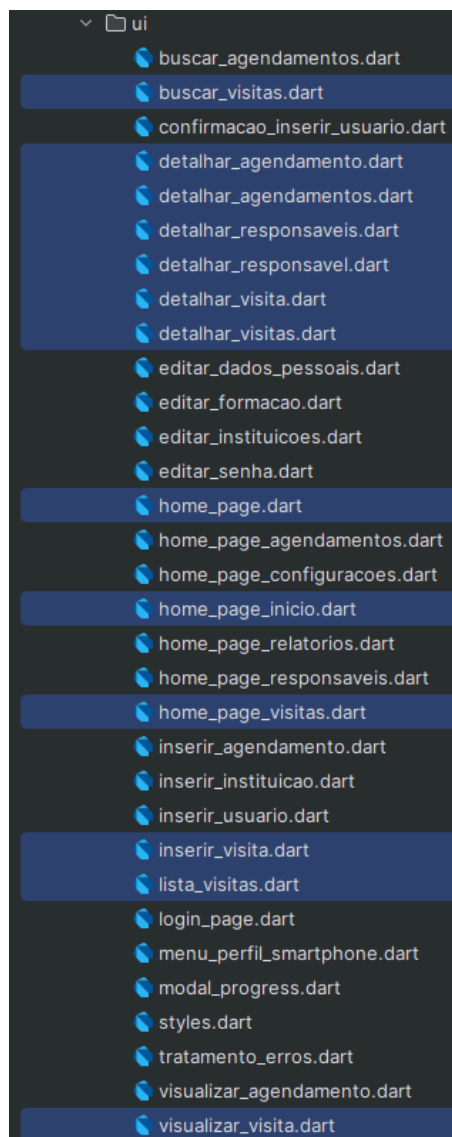 ui
buscar_agendamentos.dart
buscar_visitas.dart
confirmacao_inserir_usuario.dart
detalhar_agendamento.dart
detalhar_agendamentos.dart
detalhar_responsaveis.dart
detalhar_responsavel.dart
detalhar_visita.dart
detalhar_visitas.dart
editar_dados_pessoais.dart
editar_formacao.dart
editar_instituicoes.dart
editar_senha.dart
home_page.dart
home_page_agendamentos.dart
home_page_configuracoes.dart
home_page_inicio.dart
home_page_relatorios.dart
home_page_responsaveis.dart
home_page_visitas.dart
inserir_agendamento.dart
inserir_instituicao.dart
inserir_usuario.dart
inserir_visita.dart
lista_visitas.dart
login_page.dart
menu_perfil_smartphone.dart
modal_progress.dart
styles.dart
tratamento_erros.dart
visualizar_agendamento.dart
visualizar_visita.dart